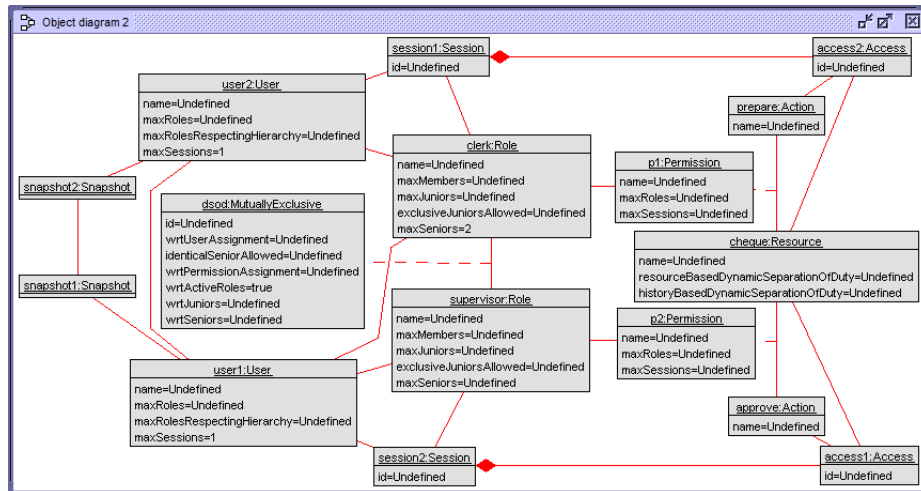 Object diagram 2
session1:Session
id=Undefined
access2:Access
id=Undefined
user2:User
name=Undefined
maxRoles=Undefined
maxRolesRespectingHierarchy=Undefined
maxSessions=1
prepare:Action
name=Undefined
clerk:Role
name=Undefined
maxMembers=Undefined
maxJuniors=Undefined
exclusiveJuniorsAllowed=Undefined
maxSeniors=2
p1:Permission
name=Undefined
maxRoles=Undefined
maxSessions=Undefined
snapshot2:Snapshot
dsod:MutuallyExclusive
id=Undefined
wrtUserAssignment=Undefined
identicalSeniorAllowed=Undefined
wrtPermissionAssignment=Undefined
wrtActiveRoles=true
wrtJuniors=Undefined
wrtSeniors=Undefined
cheque:Resource
name=Undefined
resourceBasedDynamicSeparationOfDuty=Undefined
historyBasedDynamicSeparationOfDuty=Undefined
snapshot1:Snapshot
supervisor:Role
name=Undefined
maxMembers=Undefined
maxJuniors=Undefined
exclusiveJuniorsAllowed=Undefined
maxSeniors=Undefined
p2:Permission
name=Undefined
maxRoles=Undefined
maxSessions=Undefined
user1:User
name=Undefined
maxRoles=Undefined
maxRolesRespectingHierarchy=Undefined
maxSessions=1
approve:Action
name=Undefined
session2:Session
id=Undefined
access1:Access
id=Undefined